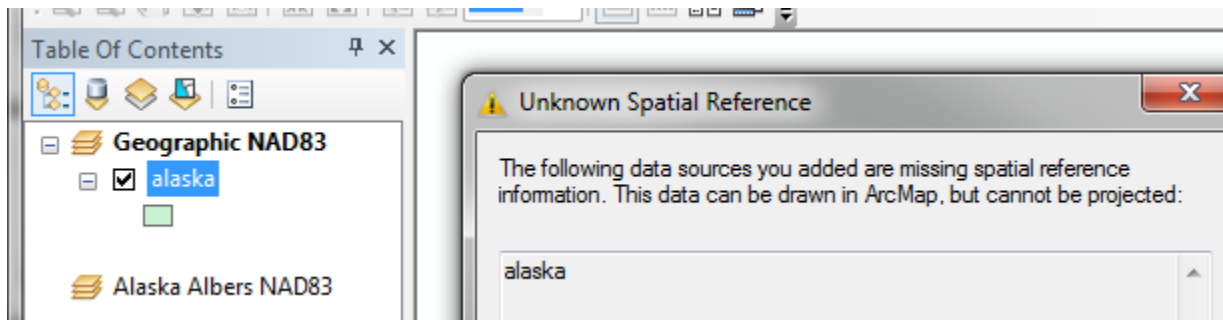 Table Of Contents
Geographic NAD83
alaska
Alaska Albers NAD83
Unknown Spatial Reference
The following data sources you added are missing spatial reference
information. This data can be drawn in ArcMap, but cannot be projected:
alaska